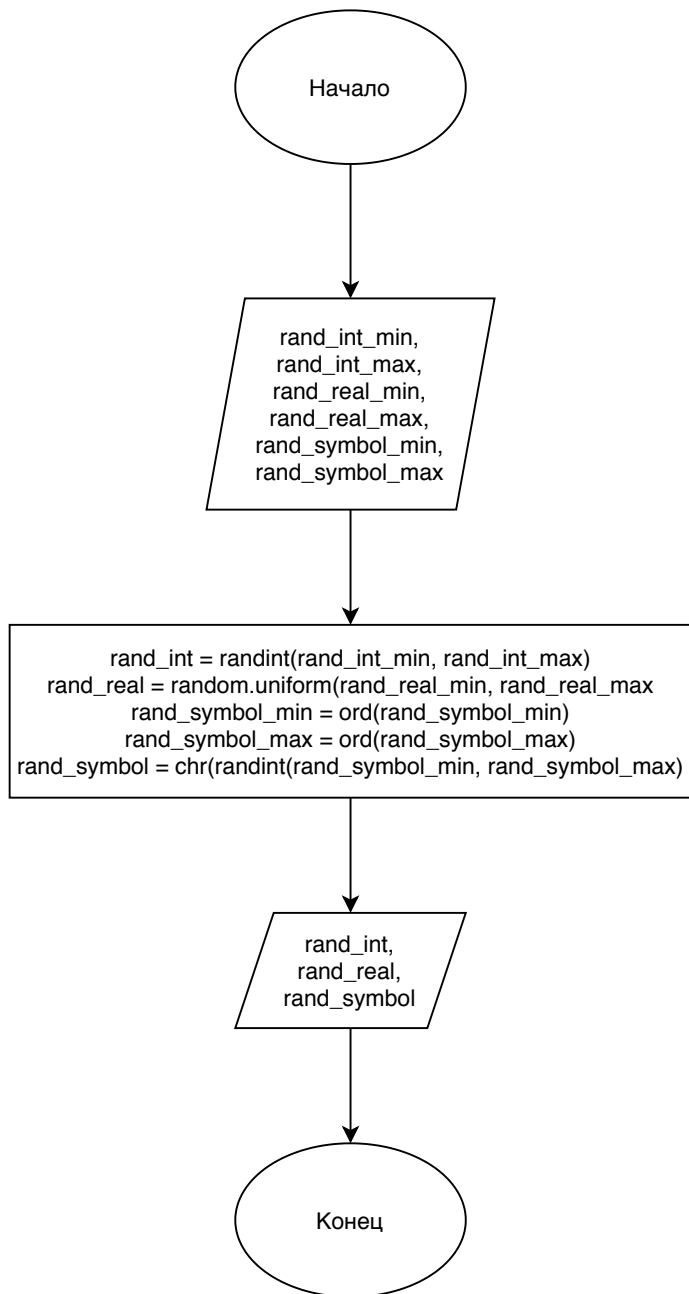 Начало
rand_int_min,
rand_int_max,
rand_real_min,
rand_real_max,
rand_symbol_min,
rand_symbol_max
rand_int = randint(rand_int_min, rand_int_max)
rand_real = random.uniform(rand_real_min, rand_real_max
rand_symbol_min = ord(rand_symbol_min)
rand_symbol_max = ord(rand_symbol_max)
rand_symbol = chr(randint(rand_symbol_min, rand_symbol_max)
rand_int,
rand_real,
rand_symbol
Конец